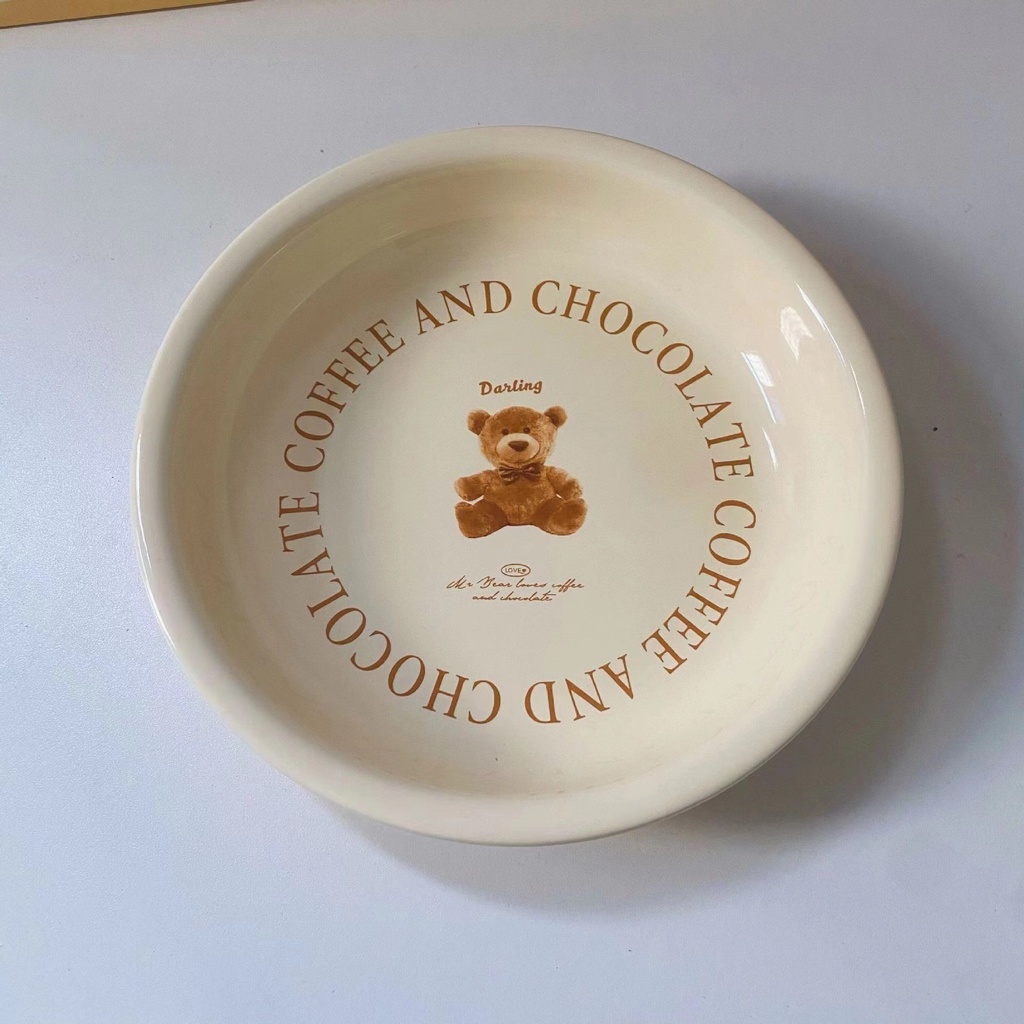 COFFEE AND CHOCOLATE COFFEE AND CHOCOLATE
Darling
LOVE♥
Mr Bear loves coffee
and chocolate